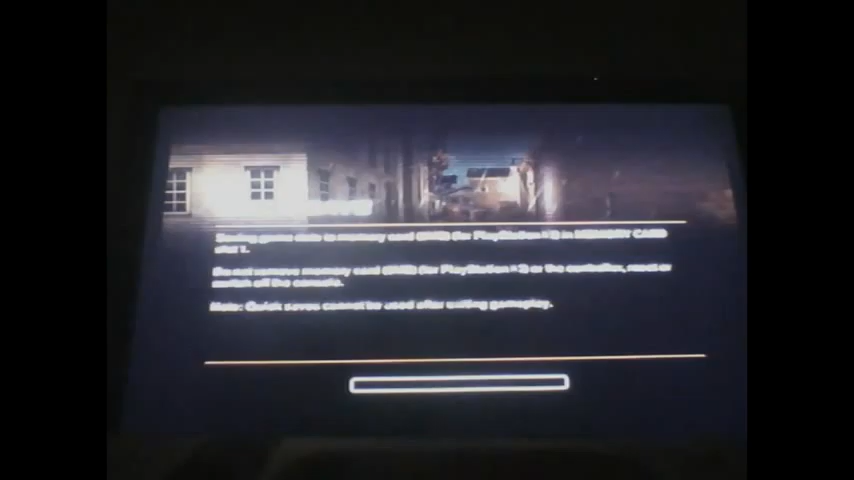 Saving game data to memory card (8MB) (for PlayStation®2) in MEMORY CARD
slot 1.
Do not remove memory card (8MB) (for PlayStation®2) or the controller, reset or
switch off the console.
Note: Quick saves cannot be used after exiting gameplay.